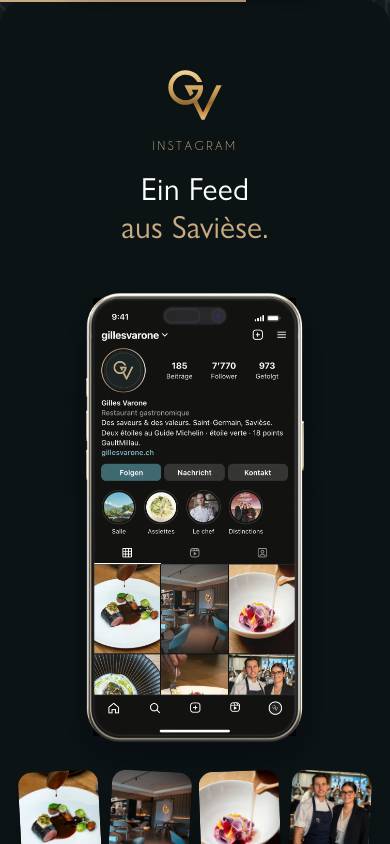 GV
INSTAGRAM
Ein Feed
aus Savièse.
9:41
gillesvarone
GV
185 7'770 973
Beiträge Follower Gefolgt
Gilles Varone
Restaurant gastronomique
Des saveurs & des valeurs. Saint-Germain, Savièse.
Deux étoiles au Guide Michelin · étoile verte · 18 points
GaultMillau.
gillesvarone.ch
Folgen Nachricht Kontakt
Salle Assiettes Le chef Distinctions